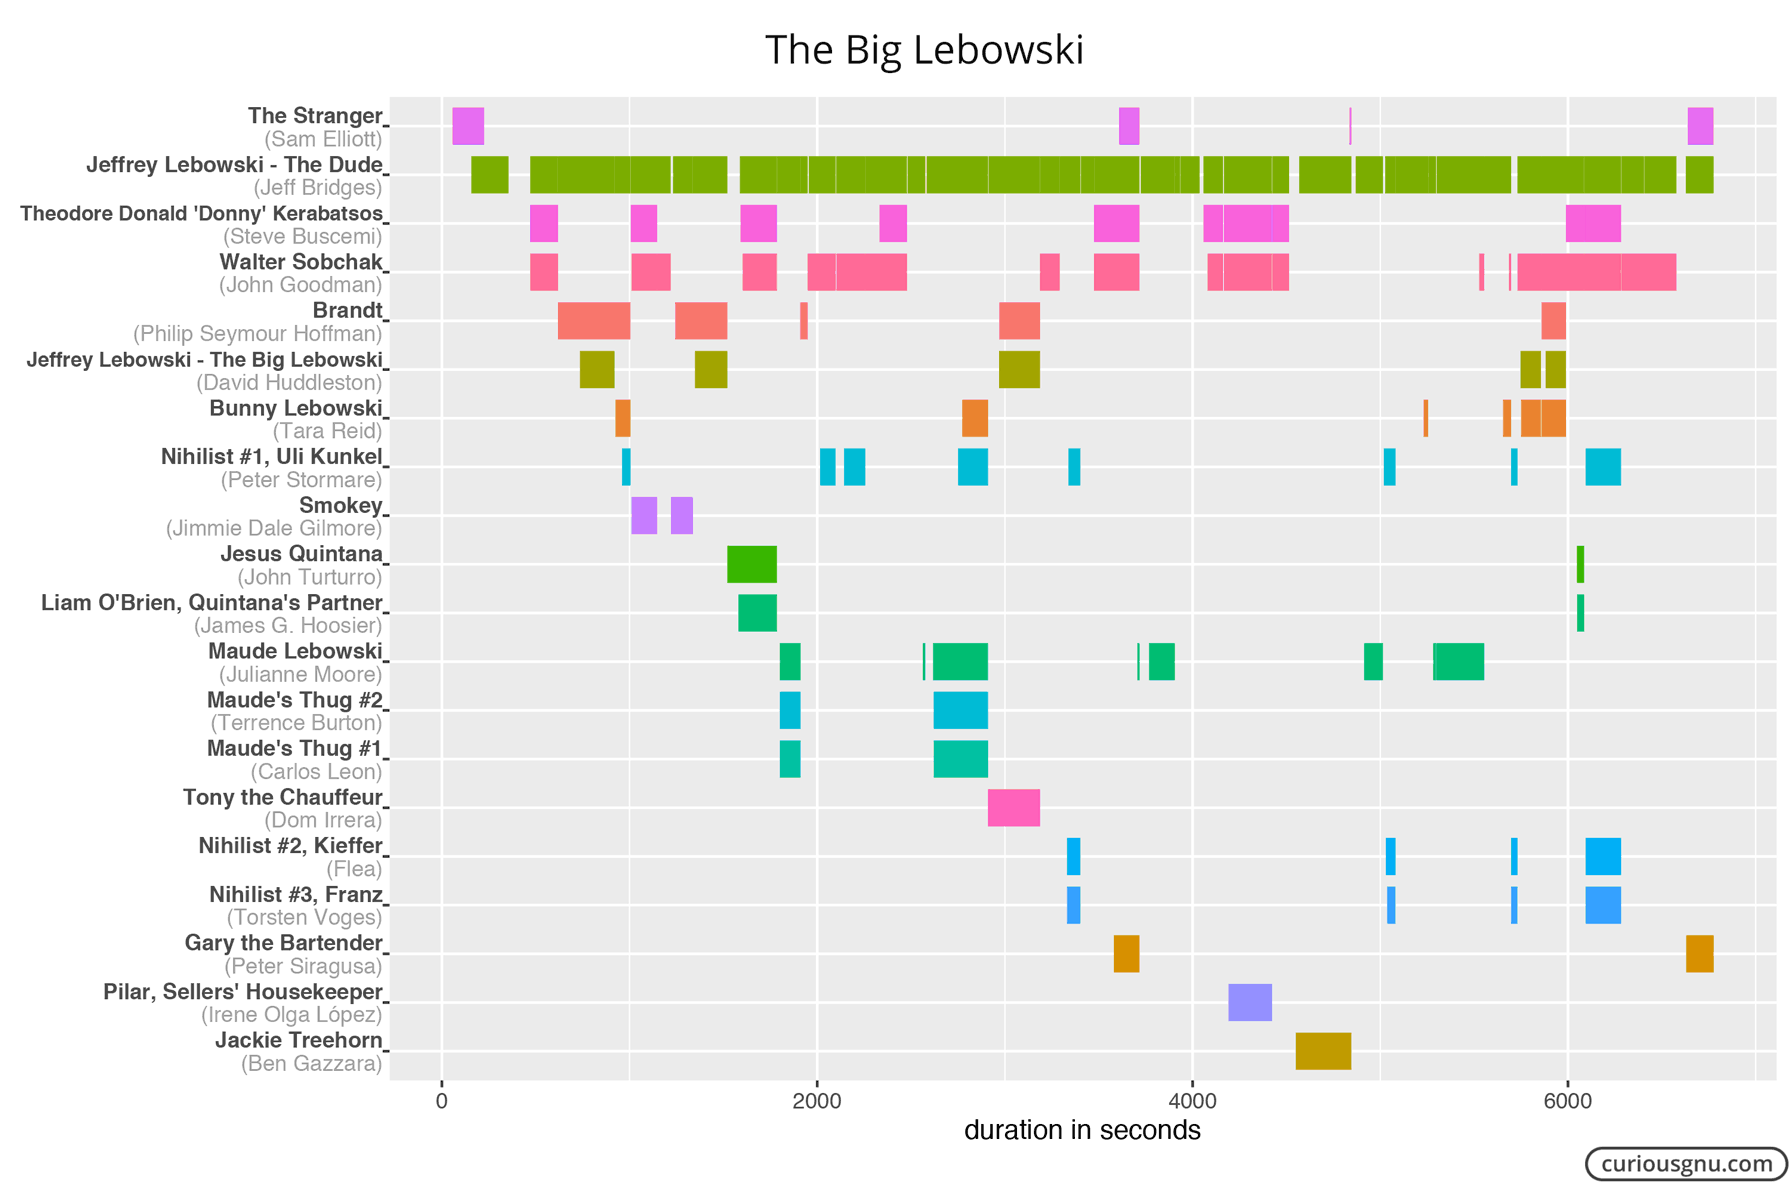 The Big Lebowski
The Stranger
(Sam Elliott)
Jeffrey Lebowski - The Dude
(Jeff Bridges)
Theodore Donald 'Donny' Kerabatsos
(Steve Buscemi)
Walter Sobchak
(John Goodman)
Brandt
(Philip Seymour Hoffman)
Jeffrey Lebowski - The Big Lebowski
(David Huddleston)
Bunny Lebowski
(Tara Reid)
Nihilist #1, Uli Kunkel
(Peter Stormare)
Smokey
(Jimmie Dale Gilmore)
Jesus Quintana
(John Turturro)
Liam O'Brien, Quintana's Partner
(James G. Hoosier)
Maude Lebowski
(Julianne Moore)
Maude's Thug #2
(Terrence Burton)
Maude's Thug #1
(Carlos Leon)
Tony the Chauffeur
(Dom Irrera)
Nihilist #2, Kieffer
(Flea)
Nihilist #3, Franz
(Torsten Voges)
Gary the Bartender
(Peter Siragusa)
Pilar, Sellers' Housekeeper
(Irene Olga López)
Jackie Treehorn
(Ben Gazzara)
0 2000 4000 6000
duration in seconds
curiousgnu.com